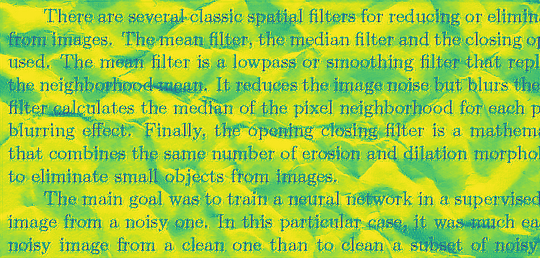 There are several classic spatial filters for reducing or elimin
from images. The mean filter, the median filter and the closing op
used. The mean filter is a lowpass or smoothing filter that repl
the neighborhood mean. It reduces the image noise but blurs the
filter calculates the median of the pixel neighborhood for each p
blurring effect. Finally, the opening closing filter is a mathema
that combines the same number of erosion and dilation morphol
to eliminate small objects from images.
The main goal was to train a neural network in a supervised
image from a noisy one. In this particular case, it was much ea
noisy image from a clean one than to clean a subset of noisy